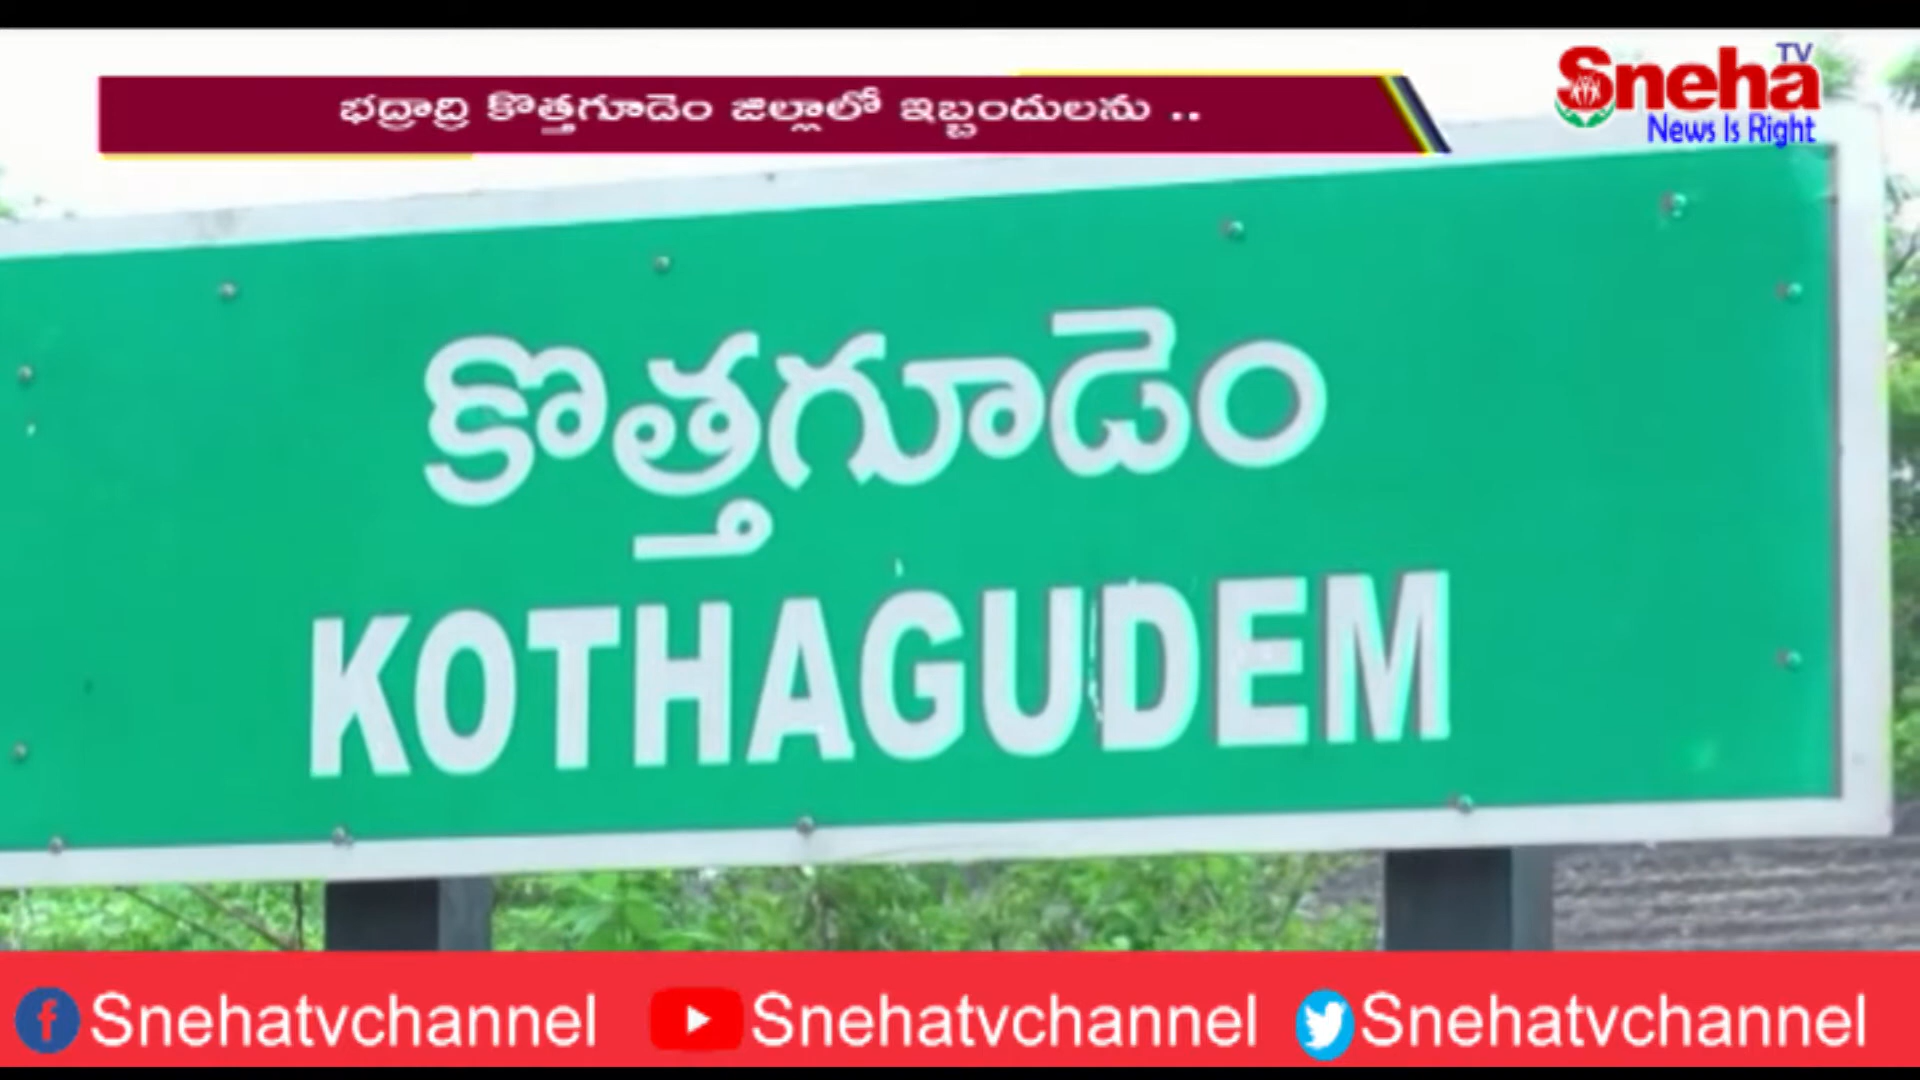 TV
Sneha
News Is Right
భద్రాద్రి కొత్తగూడెం జిల్లాలో ఇబ్బందులను ..
కొత్తగూడెం
KOTHAGUDEM
Snehatvchannel Snehatvchannel Snehatvchannel